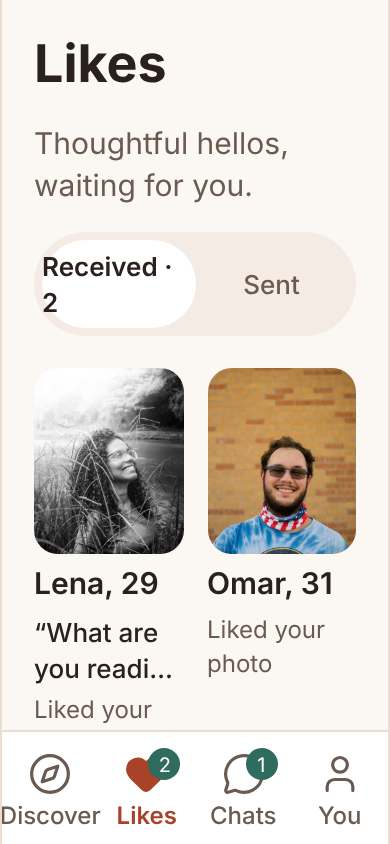 Likes
Thoughtful hellos,
waiting for you.
Received ·
2
Sent
Lena, 29
“What are
you readi...
Liked your
Omar, 31
Liked your
photo
2
1
Discover
Likes
Chats
You